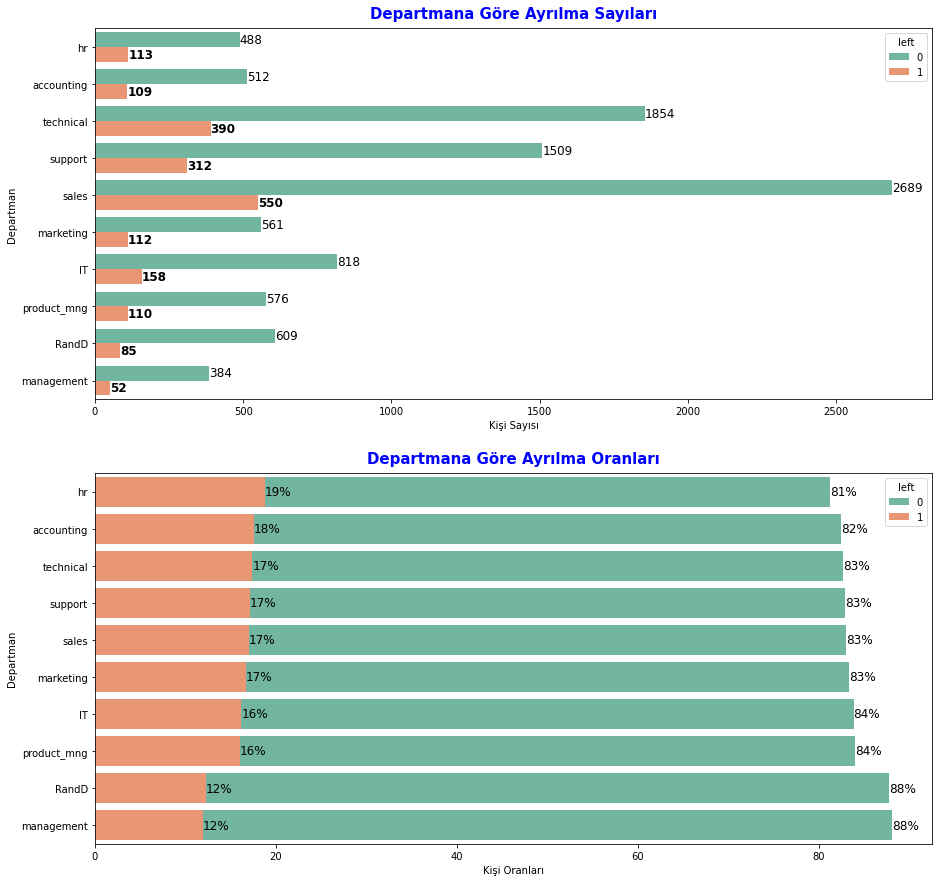 Departmana Göre Ayrılma Sayıları
left
0
1
Departman
hr
488
113
accounting
512
109
technical
1854
390
support
1509
312
sales
2689
550
marketing
561
112
IT
818
158
product_mng
576
110
RandD
609
85
management
384
52
0 500 1000 1500 2000 2500
Kişi Sayısı
Departmana Göre Ayrılma Oranları
left
0
1
Departman
hr 19% 81%
accounting 18% 82%
technical 17% 83%
support 17% 83%
sales 17% 83%
marketing 17% 83%
IT 16% 84%
product_mng 16% 84%
RandD 12% 88%
management 12% 88%
0 20 40 60 80
Kişi Oranları